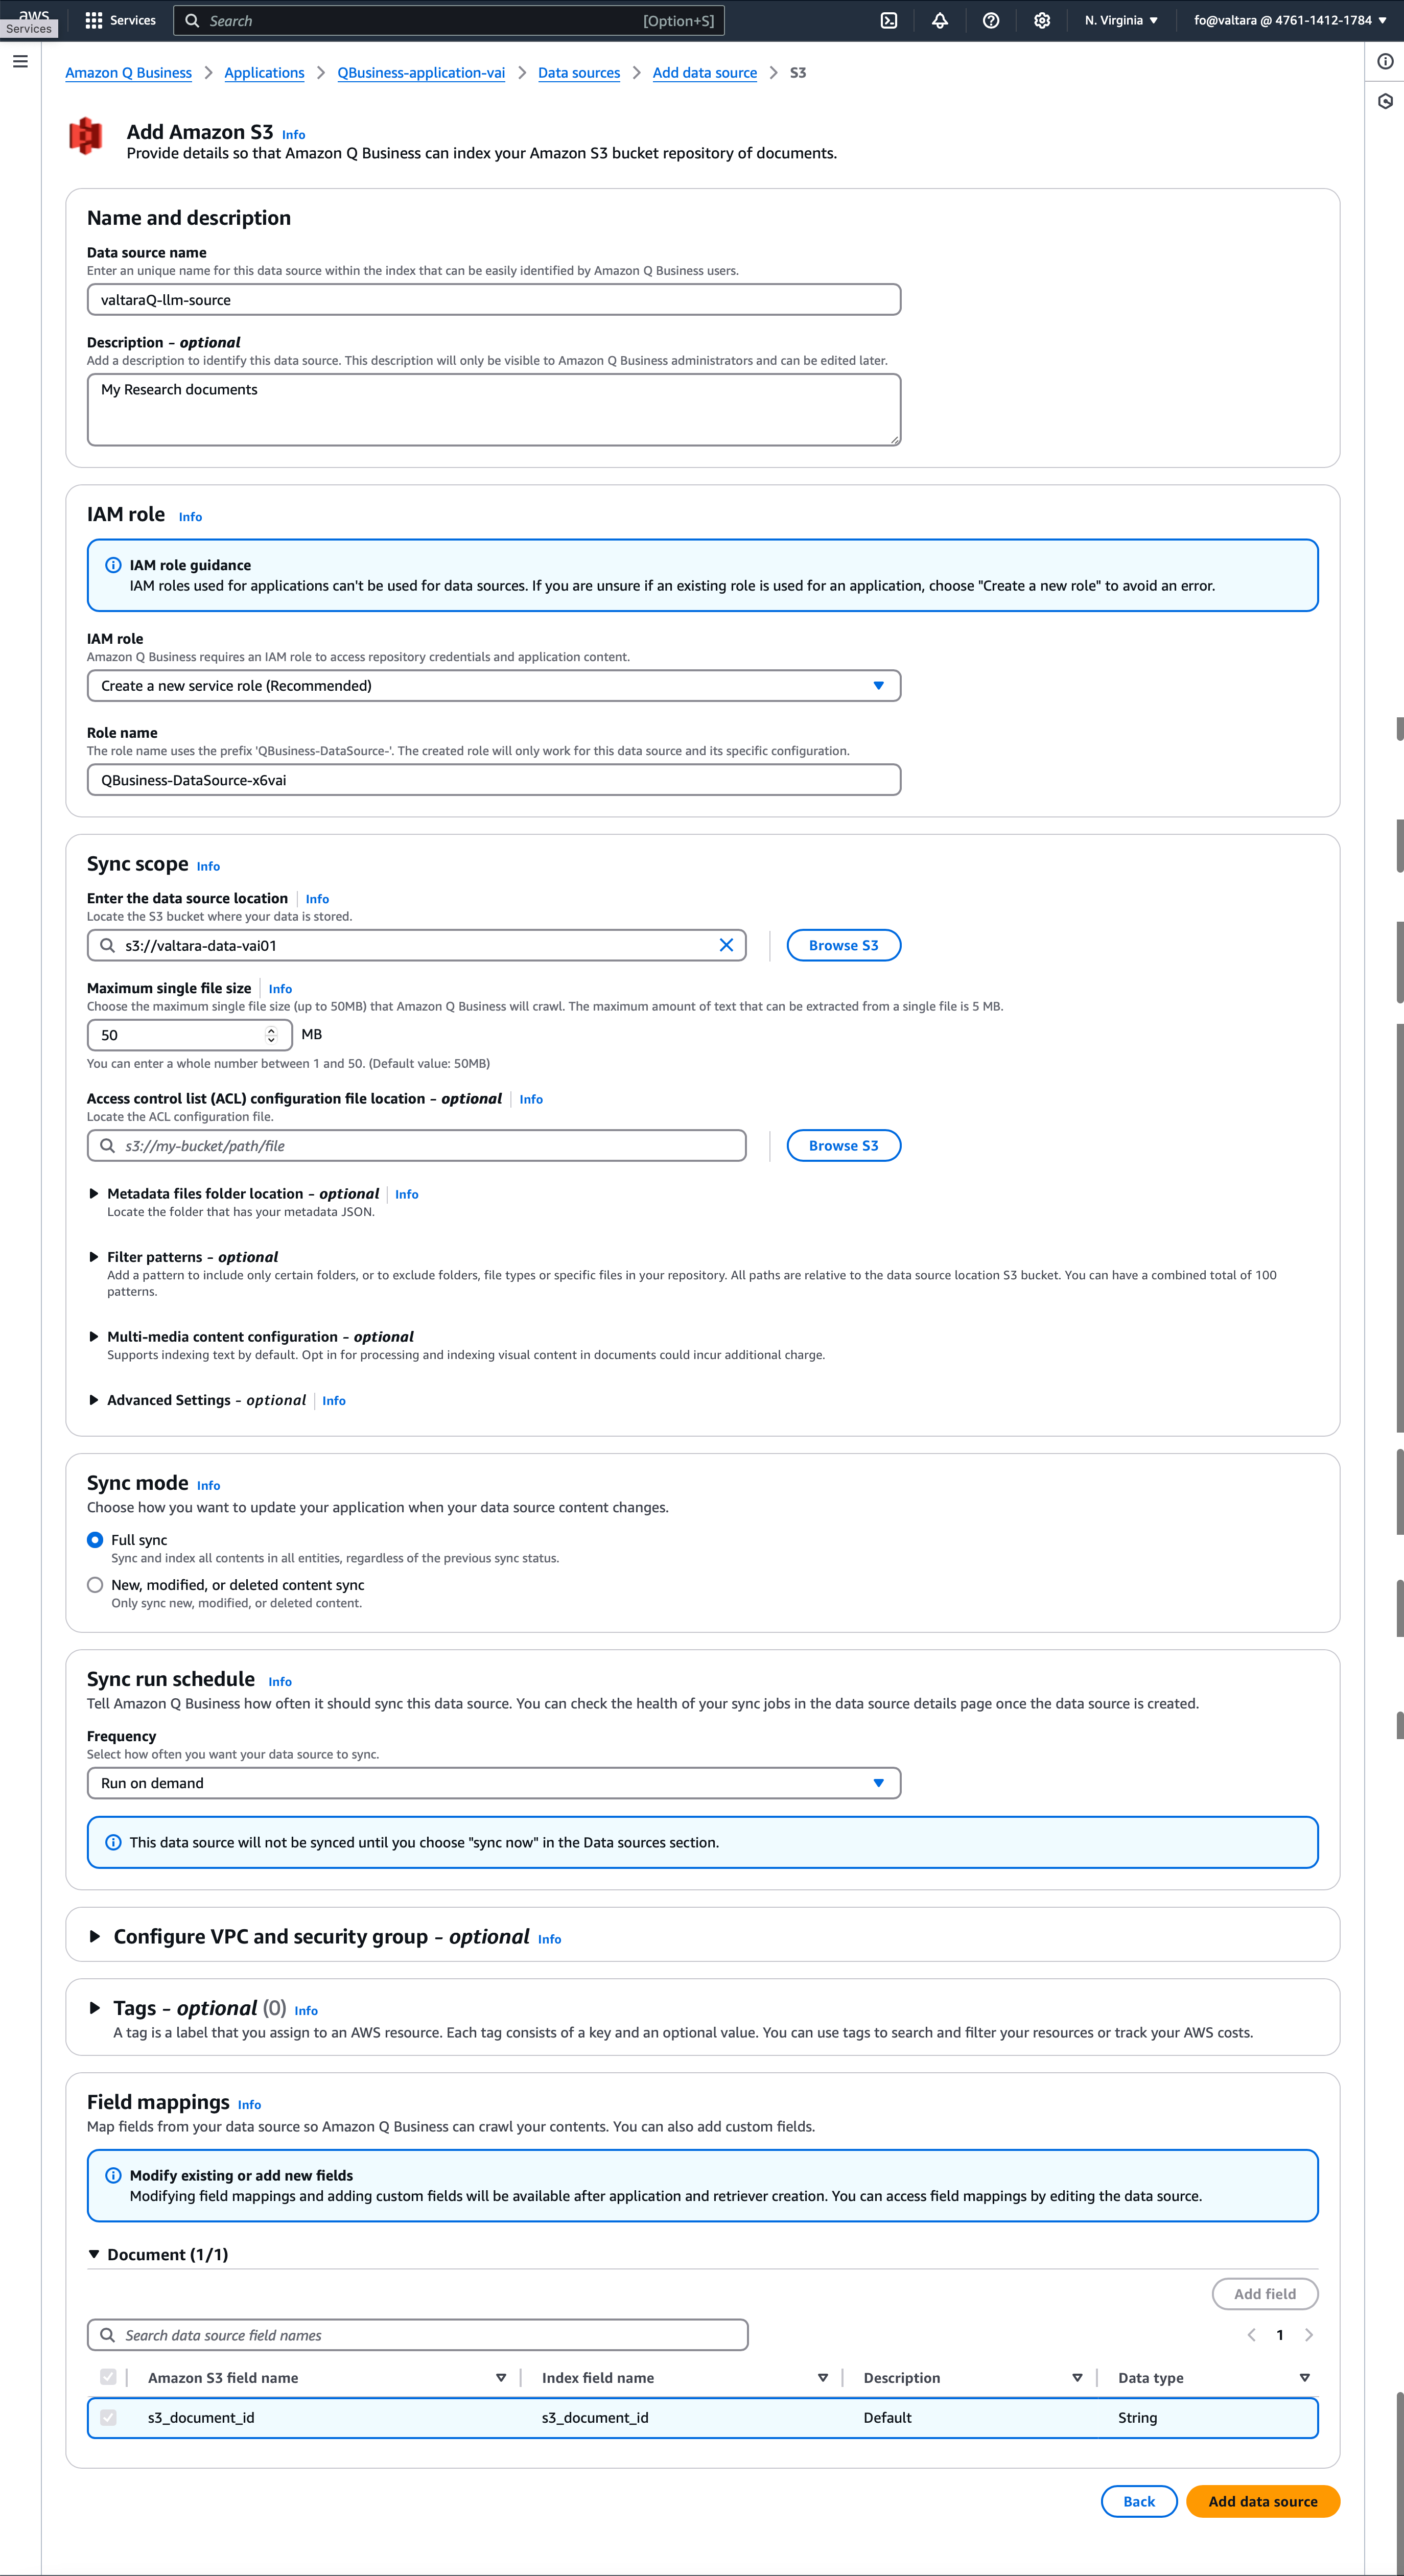 aws
Services
Services
Search
[Option+S]
N. Virginia
fo@valtara @ 4761-1412-1784
Amazon Q Business
Applications
QBusiness-application-vai
Data sources
Add data source
S3
Add Amazon S3 Info
Provide details so that Amazon Q Business can index your Amazon S3 bucket repository of documents.
Name and description
Data source name
Enter an unique name for this data source within the index that can be easily identified by Amazon Q Business users.
valtaraQ-llm-source
Description – optional
Add a description to identify this data source. This description will only be visible to Amazon Q Business administrators and can be edited later.
My Research documents
IAM role Info
IAM role guidance
IAM roles used for applications can't be used for data sources. If you are unsure if an existing role is used for an application, choose "Create a new role" to avoid an error.
IAM role
Amazon Q Business requires an IAM role to access repository credentials and application content.
Create a new service role (Recommended)
Role name
The role name uses the prefix 'QBusiness-DataSource-'. The created role will only work for this data source and its specific configuration.
QBusiness-DataSource-x6vai
Sync scope Info
Enter the data source location Info
Locate the S3 bucket where your data is stored.
s3://valtara-data-vai01
Browse S3
Maximum single file size Info
Choose the maximum single file size (up to 50MB) that Amazon Q Business will crawl. The maximum amount of text that can be extracted from a single file is 5 MB.
50 MB
You can enter a whole number between 1 and 50. (Default value: 50MB)
Access control list (ACL) configuration file location – optional Info
Locate the ACL configuration file.
s3://my-bucket/path/file
Browse S3
Metadata files folder location – optional Info
Locate the folder that has your metadata JSON.
Filter patterns – optional
Add a pattern to include only certain folders, or to exclude folders, file types or specific files in your repository. All paths are relative to the data source location S3 bucket. You can have a combined total of 100
patterns.
Multi-media content configuration – optional
Supports indexing text by default. Opt in for processing and indexing visual content in documents could incur additional charge.
Advanced Settings - optional Info
Sync mode Info
Choose how you want to update your application when your data source content changes.
Full sync
Sync and index all contents in all entities, regardless of the previous sync status.
New, modified, or deleted content sync
Only sync new, modified, or deleted content.
Sync run schedule Info
Tell Amazon Q Business how often it should sync this data source. You can check the health of your sync jobs in the data source details page once the data source is created.
Frequency
Select how often you want your data source to sync.
Run on demand
This data source will not be synced until you choose "sync now" in the Data sources section.
Configure VPC and security group – optional Info
Tags – optional (0) Info
A tag is a label that you assign to an AWS resource. Each tag consists of a key and an optional value. You can use tags to search and filter your resources or track your AWS costs.
Field mappings Info
Map fields from your data source so Amazon Q Business can crawl your contents. You can also add custom fields.
Modify existing or add new fields
Modifying field mappings and adding custom fields will be available after application and retriever creation. You can access field mappings by editing the data source.
Document (1/1)
Add field
Search data source field names
1
Amazon S3 field name
Index field name
Description
Data type
s3_document_id
s3_document_id
Default
String
Back
Add data source